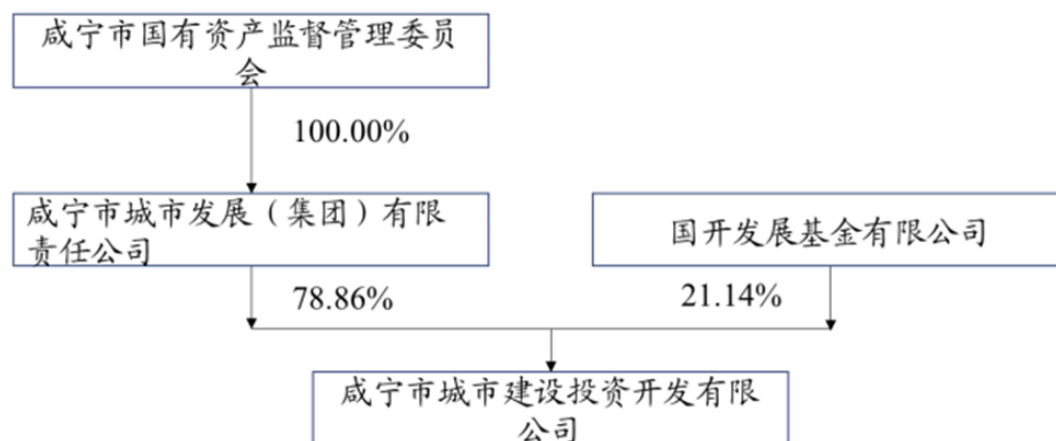 咸宁市国有资产监督管理委员
会
100.00%
咸宁市城市发展（集团）有限
责任公司
国开发展基金有限公司
78.86%
21.14%
咸宁市城市建设投资开发有限
公司